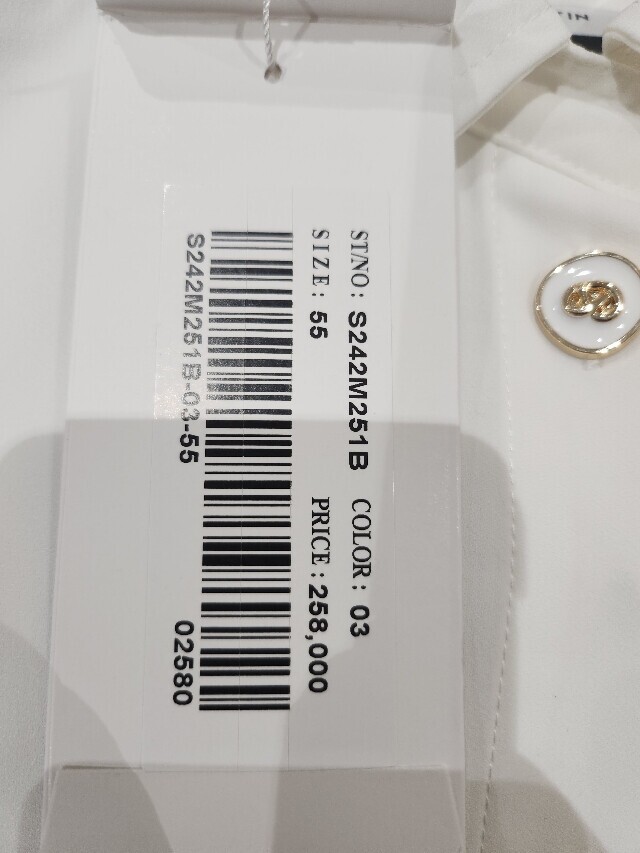 ST/NO: S242M251B COLOR: 03
SIZE: 55 PRICE: 258,000
S242M251B-03-55 02580